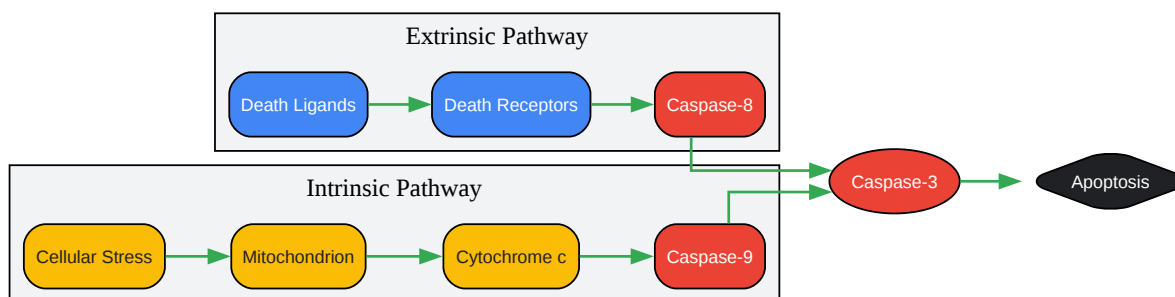 Extrinsic Pathway
Death Ligands
Death Receptors
Caspase-8
Intrinsic Pathway
Cellular Stress
Mitochondrion
Cytochrome c
Caspase-9
Caspase-3
Apoptosis